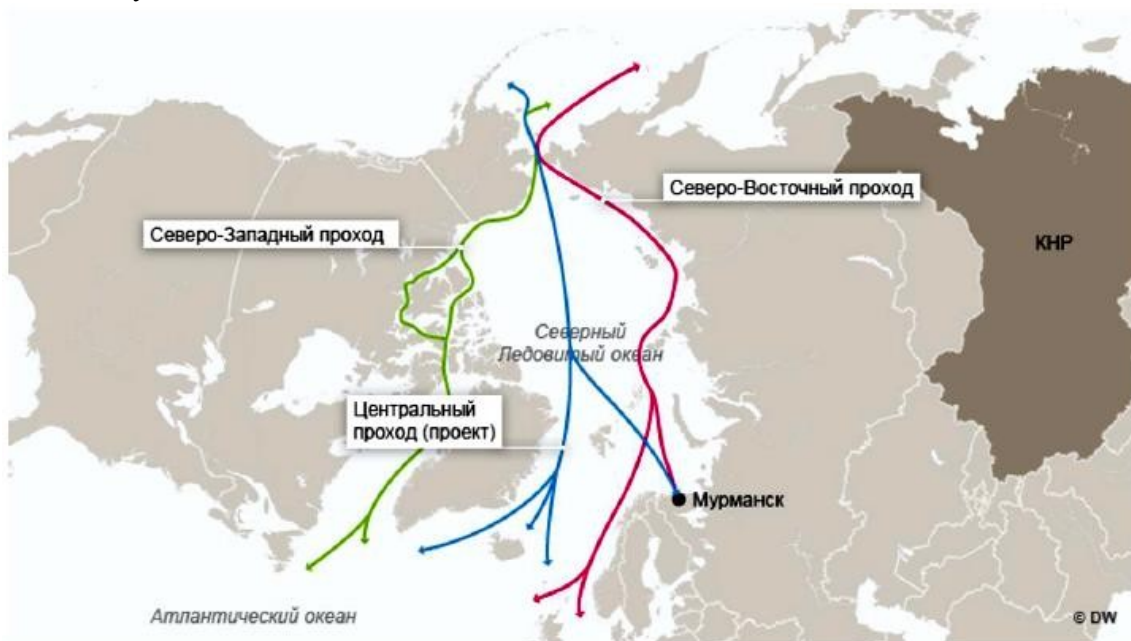 Северо-Восточный проход
Северо-Западный проход
КНР
Северный
Ледовитый океан
Центральный
проход (проект)
Мурманск
Атлантический океан
© DW